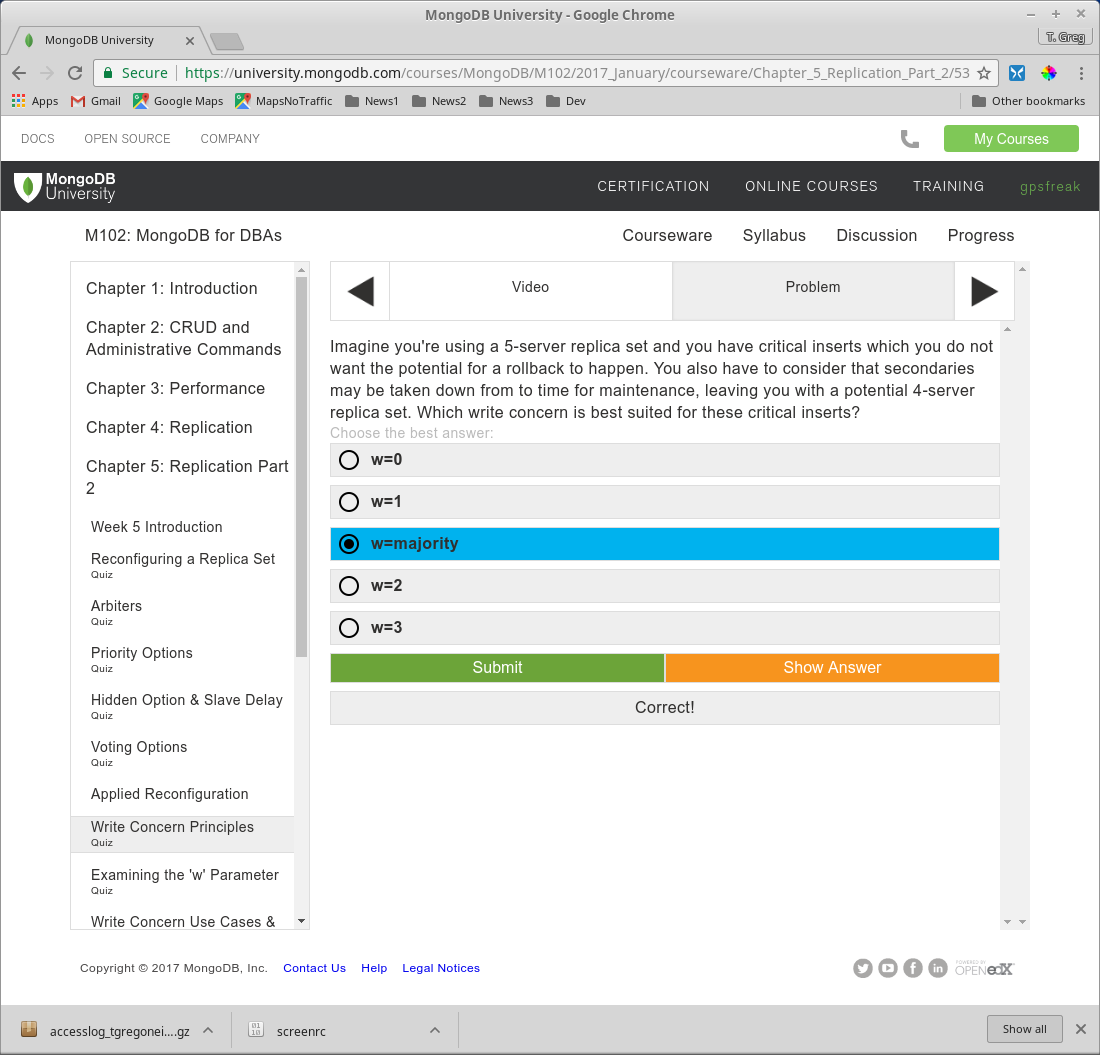 MongoDB University - Google Chrome
MongoDB University
T. Greg
Secure https://university.mongodb.com/courses/MongoDB/M102/2017_January/courseware/Chapter_5_Replication_Part_2/53
Apps Gmail Google Maps MapsNoTraffic News1 News2 News3 Dev Other bookmarks
DOCS OPEN SOURCE COMPANY My Courses
MongoDB
University
CERTIFICATION ONLINE COURSES TRAINING gpsfreak
M102: MongoDB for DBAs Courseware Syllabus Discussion Progress
Chapter 1: Introduction
Chapter 2: CRUD and
Administrative Commands
Chapter 3: Performance
Chapter 4: Replication
Chapter 5: Replication Part
2
Week 5 Introduction
Reconfiguring a Replica Set
Quiz
Arbiters
Quiz
Priority Options
Quiz
Hidden Option & Slave Delay
Quiz
Voting Options
Quiz
Applied Reconfiguration
Write Concern Principles
Quiz
Examining the 'w' Parameter
Quiz
Write Concern Use Cases &
Video Problem
Imagine you're using a 5-server replica set and you have critical inserts which you do not
want the potential for a rollback to happen. You also have to consider that secondaries
may be taken down from to time for maintenance, leaving you with a potential 4-server
replica set. Which write concern is best suited for these critical inserts?
Choose the best answer:
w=0
w=1
w=majority
w=2
w=3
Submit Show Answer
Correct!
Copyright © 2017 MongoDB, Inc. Contact Us Help Legal Notices
POWERED BY
OPEN edX
accesslog_tgregonei....gz screenrc Show all